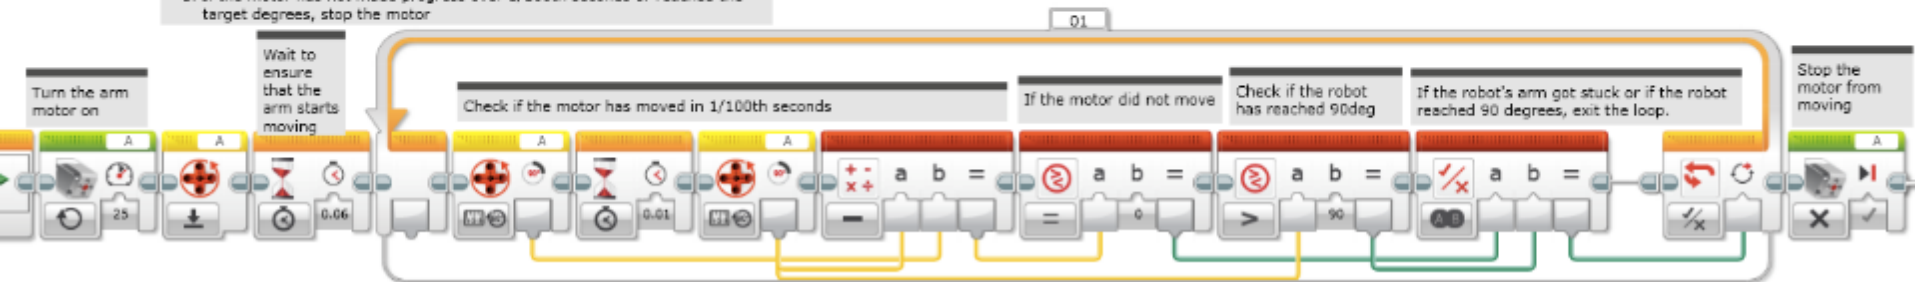 target degrees, stop the motor
01
Turn the arm
motor on
Wait to
ensure
that the
arm starts
moving
Check if the motor has moved in 1/100th seconds
If the motor did not move
Check if the robot
has reached 90deg
If the robot's arm got stuck or if the robot
reached 90 degrees, exit the loop.
Stop the
motor from
moving
A
A
A
A
A
a b =
a b =
a b =
a b =
25
0.06
0.01
0
90